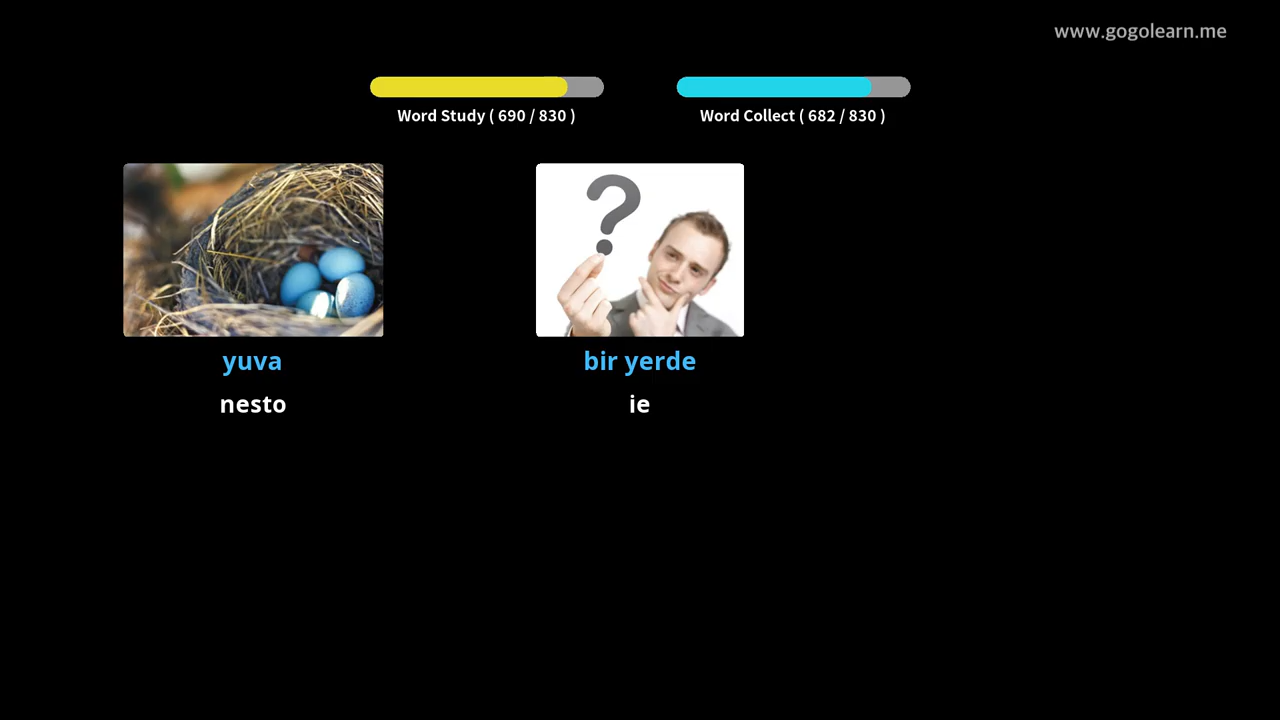 www.gogolearn.me
Word Study ( 690 / 830 )
Word Collect ( 682 / 830 )
yuva
nesto
bir yerde
ie